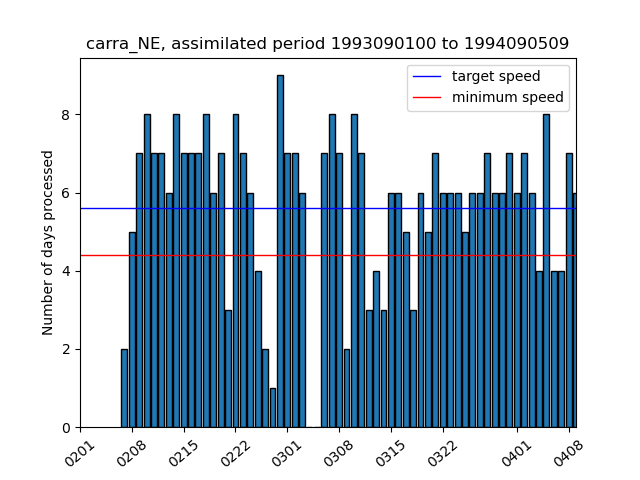 carra_NE, assimilated period 1993090100 to 1994090509
target speed
minimum speed
Number of days processed
8
6
4
2
0
0201 0208 0215 0222 0301 0308 0315 0322 0401 0408